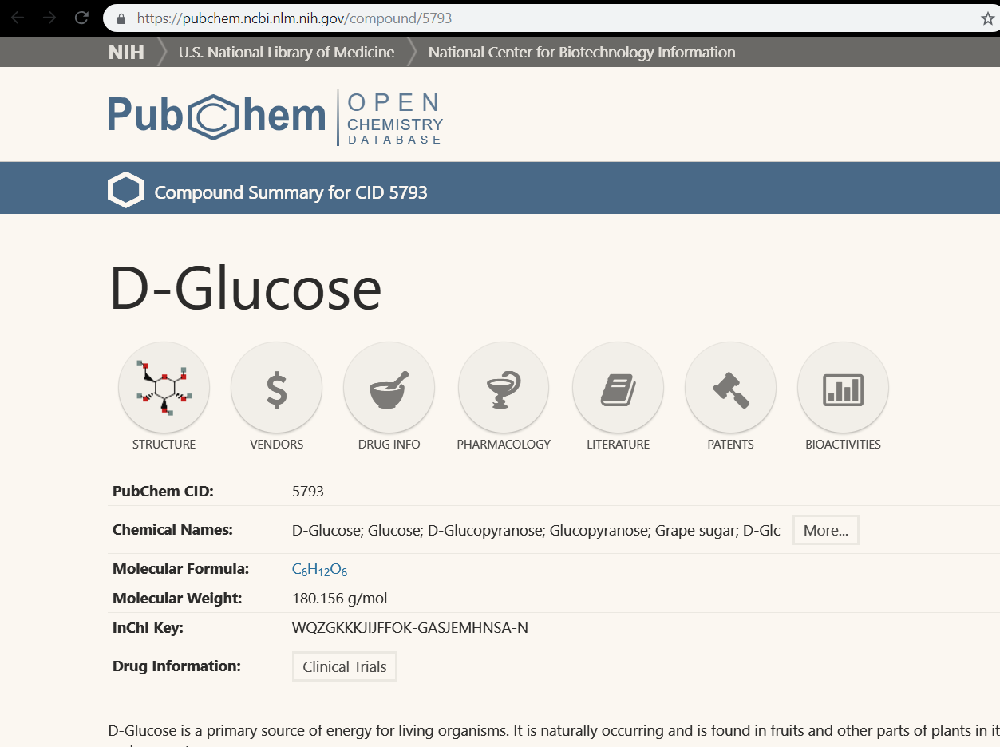 https://pubchem.ncbi.nlm.nih.gov/compound/5793
NIH U.S. National Library of Medicine National Center for Biotechnology Information
PubChem OPEN
CHEMISTRY
DATABASE
Compound Summary for CID 5793
D-Glucose
$
STRUCTURE VENDORS DRUG INFO PHARMACOLOGY LITERATURE PATENTS BIOACTIVITIES
PubChem CID: 5793
Chemical Names: D-Glucose; Glucose; D-Glucopyranose; Glucopyranose; Grape sugar; D-Glc More...
Molecular Formula: C₆H₁₂O₆
Molecular Weight: 180.156 g/mol
InChI Key: WQZGKKKJIJFFOK-GASJEMHNSA-N
Drug Information: Clinical Trials
D-Glucose is a primary source of energy for living organisms. It is naturally occurring and is found in fruits and other parts of plants in it